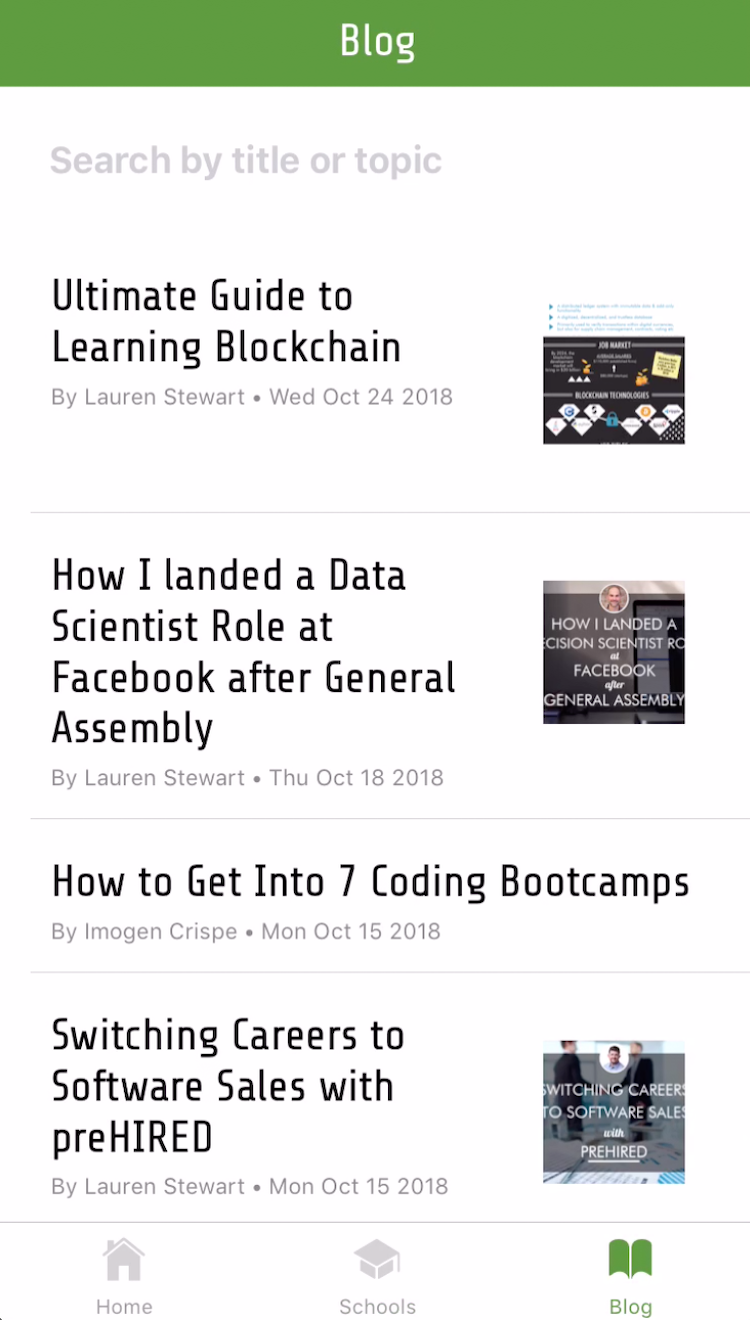 Blog
Search by title or topic
Ultimate Guide to
Learning Blockchain
By Lauren Stewart • Wed Oct 24 2018
JOB MARKET
BLOCKCHAIN TECHNOLOGIES
How I landed a Data
Scientist Role at
Facebook after General
Assembly
By Lauren Stewart • Thu Oct 18 2018
HOW I LANDED A
ECISION SCIENTIST RO
at
FACEBOOK
after
GENERAL ASSEMBLY
How to Get Into 7 Coding Bootcamps
By Imogen Crispe • Mon Oct 15 2018
Switching Careers to
Software Sales with
preHIRED
By Lauren Stewart • Mon Oct 15 2018
SWITCHING CAREERS
TO SOFTWARE SALES
with
PREHIRED
Home
Schools
Blog